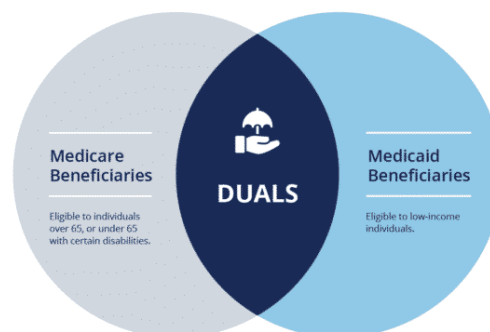 Medicare
Beneficiaries
Eligible to individuals
over 65, or under 65
with certain disabilities.
DUALS
Medicaid
Beneficiaries
Eligible to low-income
individuals.